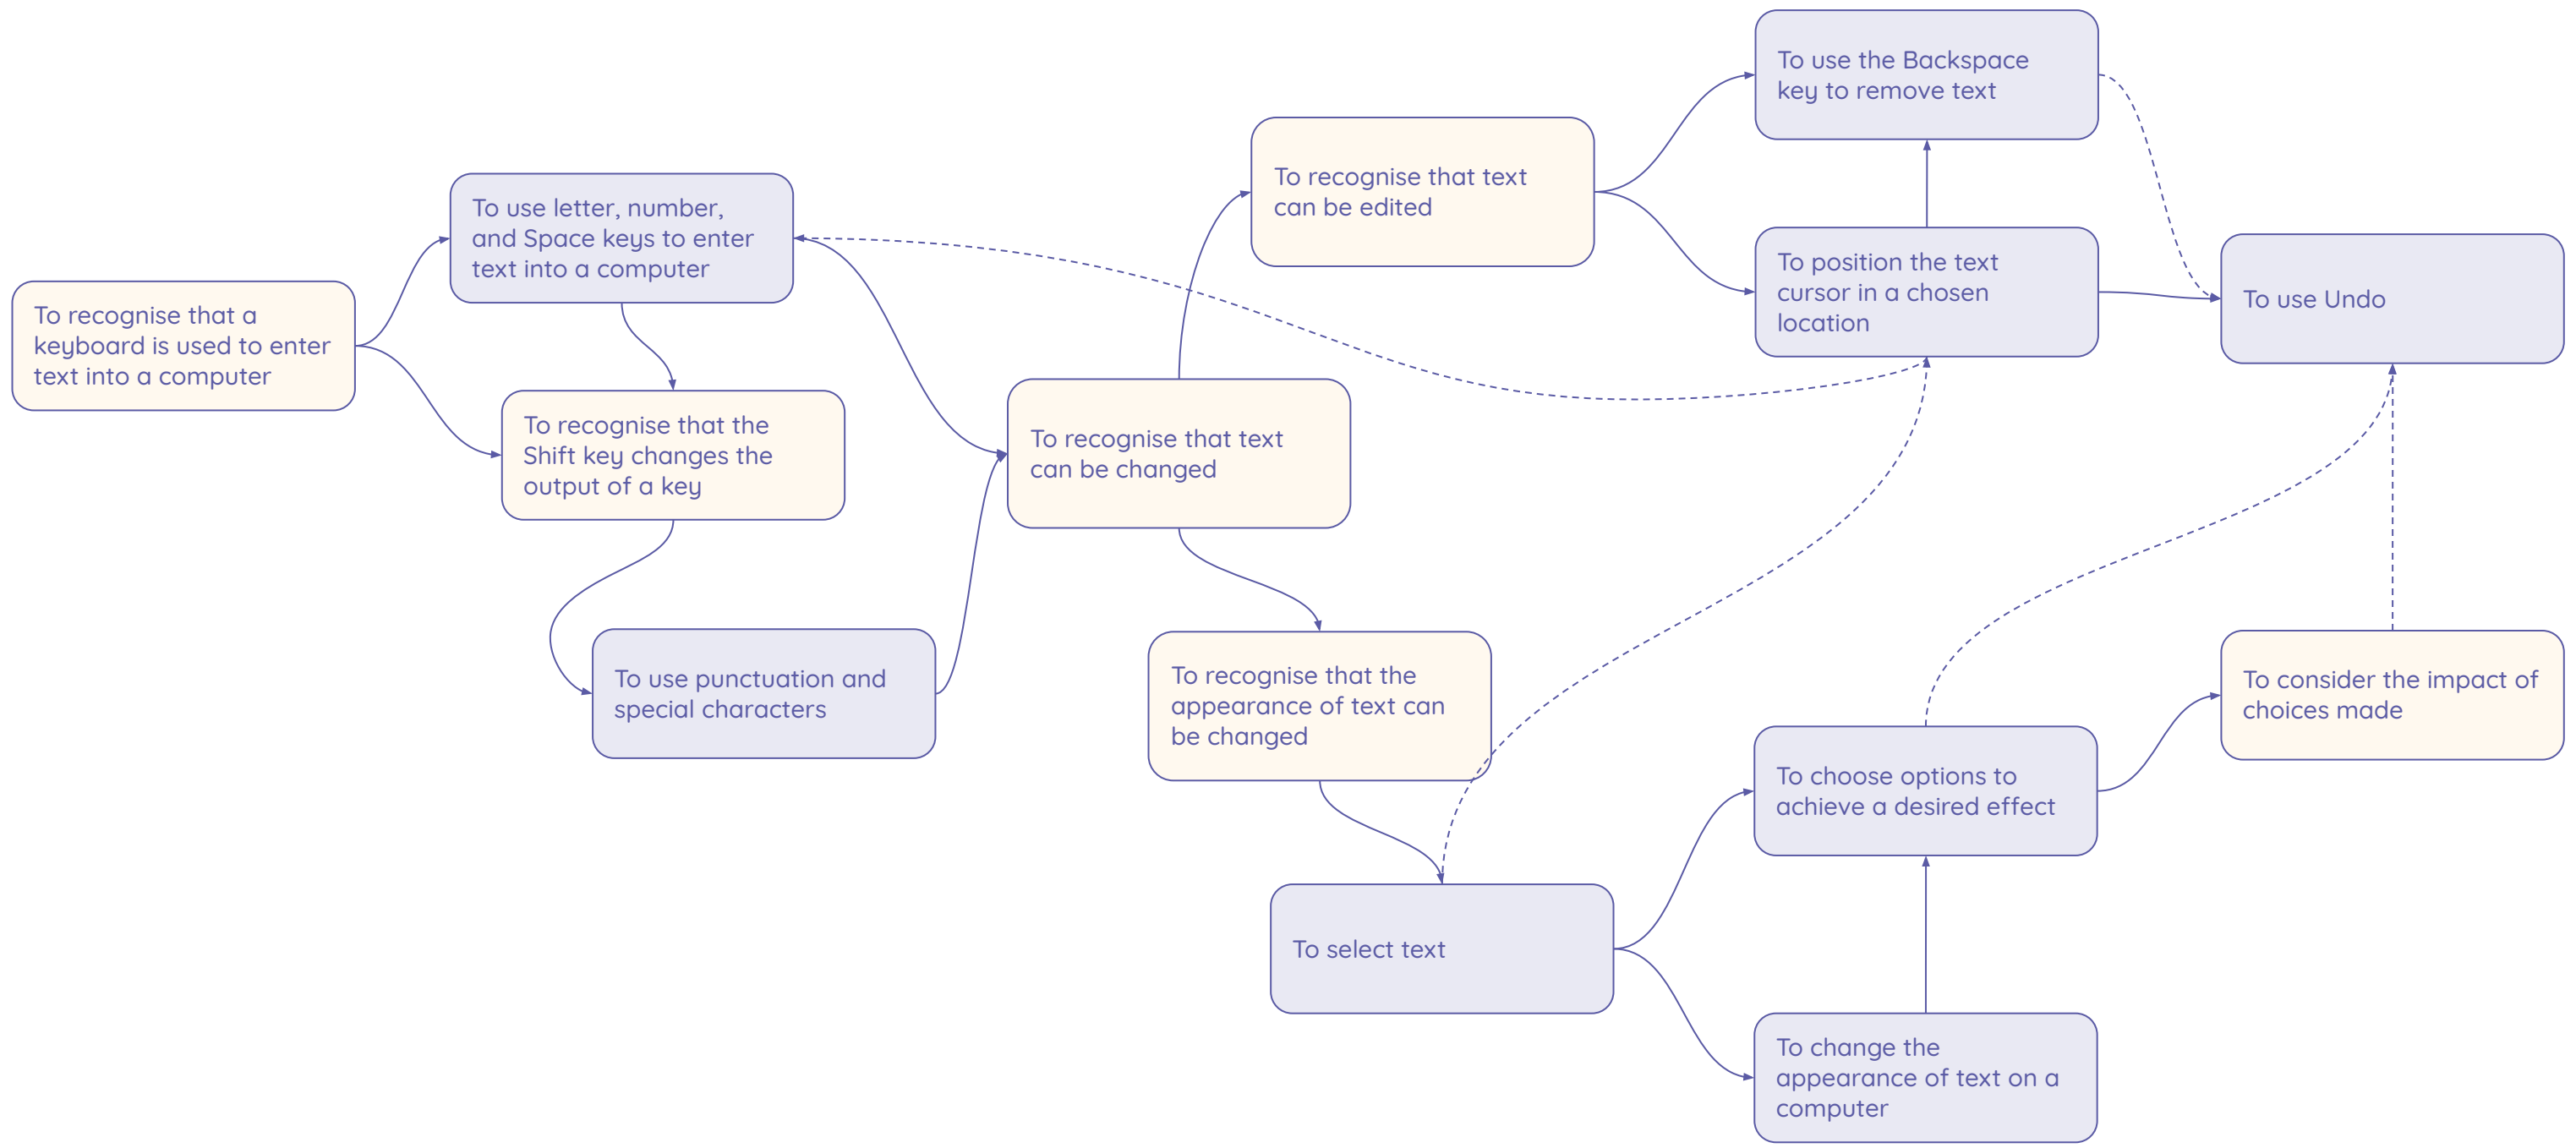 To recognise that a
keyboard is used to enter
text into a computer
To use letter, number,
and Space keys to enter
text into a computer
To recognise that the
Shift key changes the
output of a key
To use punctuation and
special characters
To recognise that text
can be changed
To recognise that text
can be edited
To use the Backspace
key to remove text
To position the text
cursor in a chosen
location
To use Undo
To recognise that the
appearance of text can
be changed
To select text
To choose options to
achieve a desired effect
To change the
appearance of text on a
computer
To consider the impact of
choices made